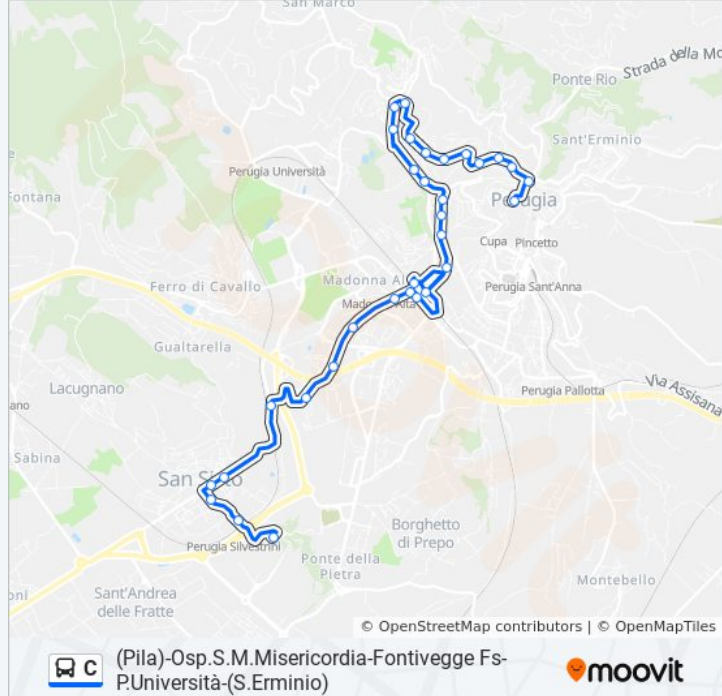 San Marco
Strada della Mo
Ponte Rio
Sant'Erminio
Perugia Università
Fontana
Perugia
Cupa
Pincetto
Madonna Al
Ferro di Cavallo
Perugia Sant'Anna
Mado
Alta
Gualtarella
Lacugnano
Perugia Pallotta
Via Assisana
ano
Sabina
San Sisto
Borghetto
di Prepo
Perugia Silvestrini
Ponte della
Pietra
Montebello
Sant'Andrea
delle Fratte
oni
© OpenStreetMap contributors | © OpenMapTiles
C
(Pila)-Osp.S.M.Misericordia-Fontivegge Fs-
P.Università-(S.Erminio)
moovit